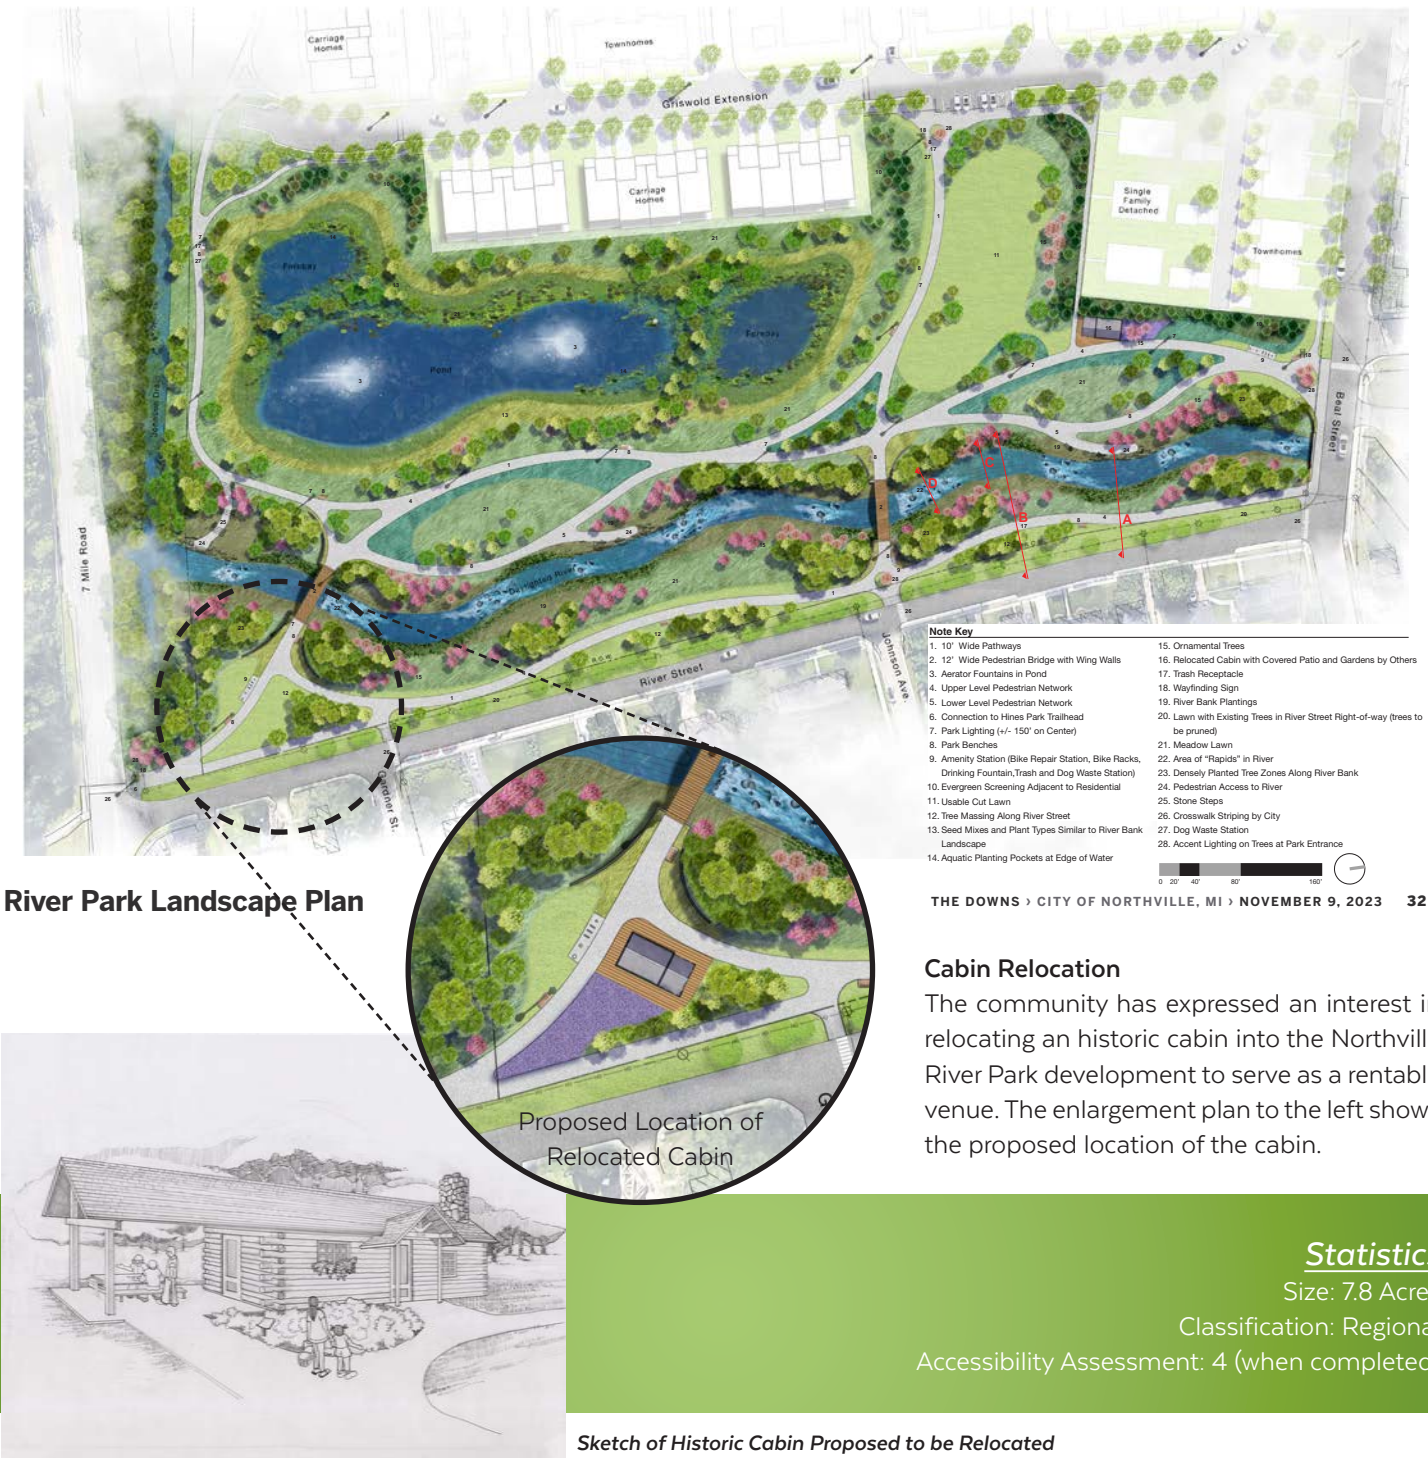 Carriage
Homes
Townhomes
Griswold Extension
Carriage
Homes
Single
Family
Detached
Townhomes
Forebay
Pond
Forebay
Beal Street
7 Mile Road
Daylighted River
River Street
Johnson Ave.
Gardner St.
A
B
C
D
Note Key
1. 10' Wide Pathways
2. 12' Wide Pedestrian Bridge with Wing Walls
3. Aerator Fountains in Pond
4. Upper Level Pedestrian Network
5. Lower Level Pedestrian Network
6. Connection to Hines Park Trailhead
7. Park Lighting (+/- 150' on Center)
8. Park Benches
9. Amenity Station (Bike Repair Station, Bike Racks,
Drinking Fountain,Trash and Dog Waste Station)
10. Evergreen Screening Adjacent to Residential
11. Usable Cut Lawn
12. Tree Massing Along River Street
13. Seed Mixes and Plant Types Similar to River Bank
Landscape
14. Aquatic Planting Pockets at Edge of Water
15. Ornamental Trees
16. Relocated Cabin with Covered Patio and Gardens by Others
17. Trash Receptacle
18. Wayfinding Sign
19. River Bank Plantings
20. Lawn with Existing Trees in River Street Right-of-way (trees to
be pruned)
21. Meadow Lawn
22. Area of "Rapids" in River
23. Densely Planted Tree Zones Along River Bank
24. Pedestrian Access to River
25. Stone Steps
26. Crosswalk Striping by City
27. Dog Waste Station
28. Accent Lighting on Trees at Park Entrance
0 20' 40' 80' 160'
River Park Landscape Plan
THE DOWNS › CITY OF NORTHVILLE, MI › NOVEMBER 9, 2023 32
Cabin Relocation
The community has expressed an interest i
relocating an historic cabin into the Northvill
River Park development to serve as a rentabl
venue. The enlargement plan to the left show
the proposed location of the cabin.
Proposed Location of
Relocated Cabin
Statistic
Size: 7.8 Acre
Classification: Regiona
Accessibility Assessment: 4 (when completed
Sketch of Historic Cabin Proposed to be Relocated